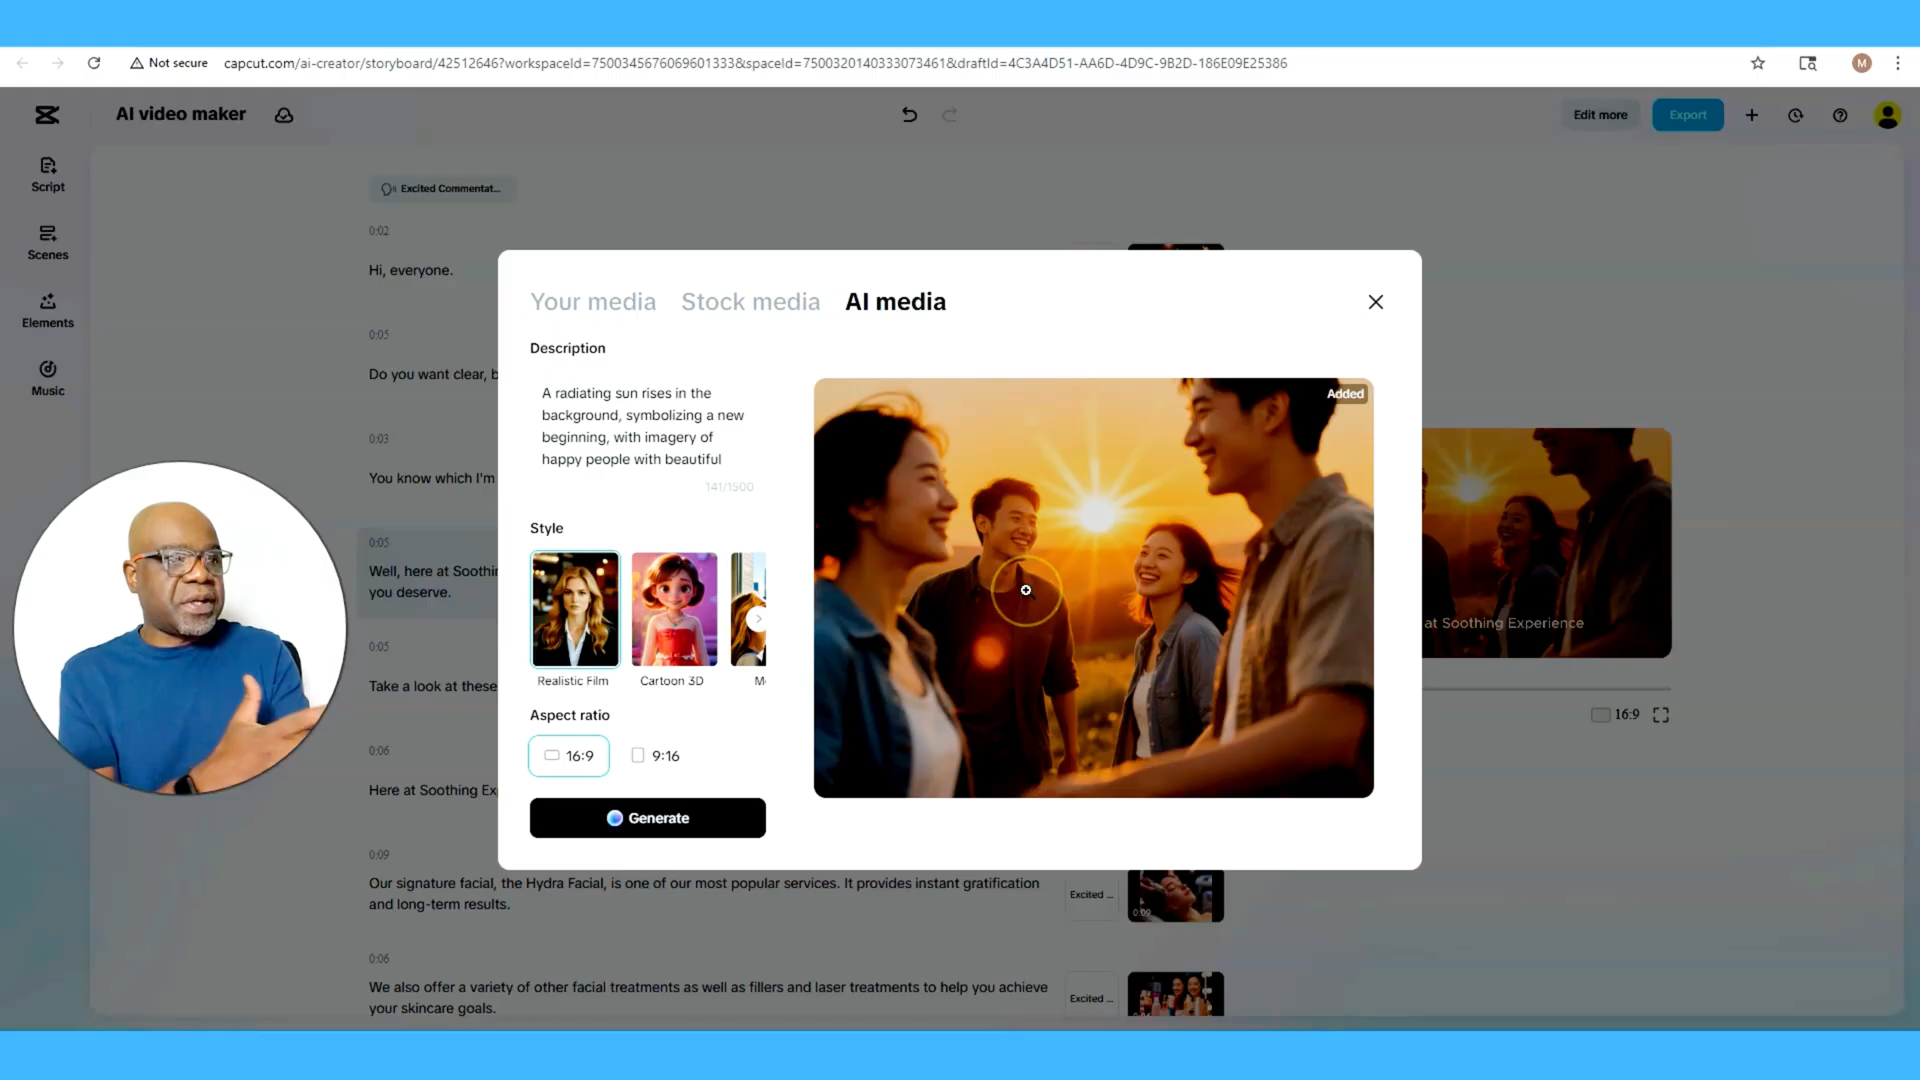 Not secure
capcut.com/ai-creator/storyboard/42512646?workspaceId=7500345676069601333&spaceId=7500320140333073461&draftId=4C3A4D51-AA6D-4D9C-9B2D-186E09E25386
M
AI video maker
Edit more
Export
Script
Scenes
Elements
Music
Excited Commentat...
0:02
Hi, everyone.
0:05
Do you want clear, b
0:03
You know which I'm
0:05
Well, here at Soothin
you deserve.
0:05
Take a look at these
0:06
Here at Soothing Ex
0:09
Our signature facial, the Hydra Facial, is one of our most popular services. It provides instant gratification
and long-term results.
Excited ...
0:09
0:06
We also offer a variety of other facial treatments as well as fillers and laser treatments to help you achieve
your skincare goals.
Excited ...
Your media
Stock media
AI media
Description
A radiating sun rises in the
background, symbolizing a new
beginning, with imagery of
happy people with beautiful
141/1500
Style
Realistic Film
Cartoon 3D
M
Aspect ratio
16:9
9:16
Generate
Added
at Soothing Experience
16:9